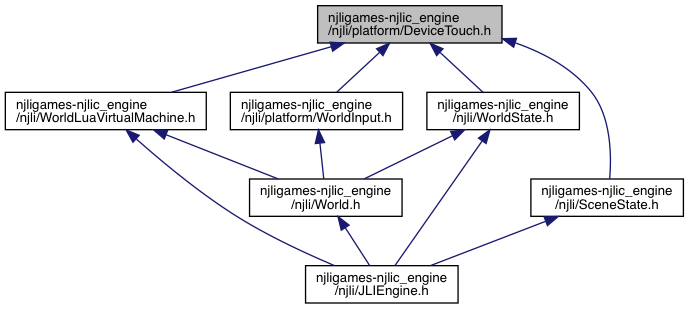 njligames-njlic_engine
/njli/platform/DeviceTouch.h
njligames-njlic_engine
/njli/WorldLuaVirtualMachine.h
njligames-njlic_engine
/njli/platform/WorldInput.h
njligames-njlic_engine
/njli/WorldState.h
njligames-njlic_engine
/njli/World.h
njligames-njlic_engine
/njli/SceneState.h
njligames-njlic_engine
/njli/JLIEngine.h